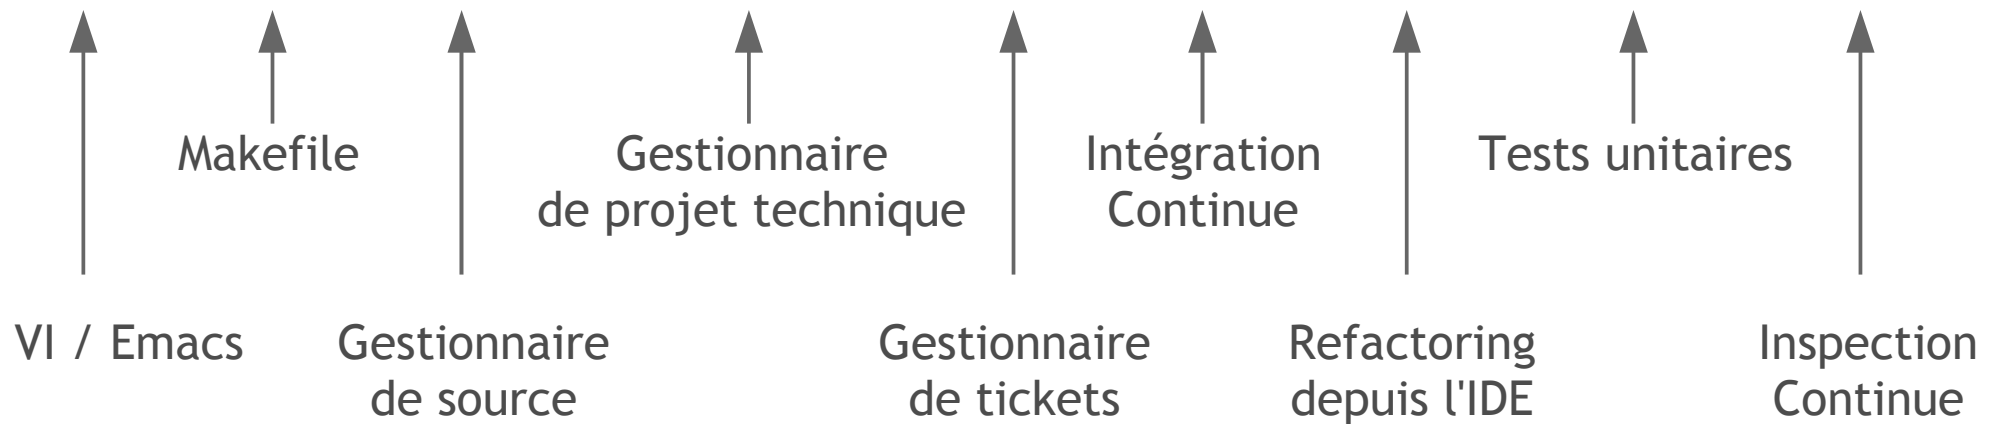 Makefile
Gestionnaire
de projet technique
Intégration
Continue
Tests unitaires
VI / Emacs
Gestionnaire
de source
Gestionnaire
de tickets
Refactoring
depuis l'IDE
Inspection
Continue